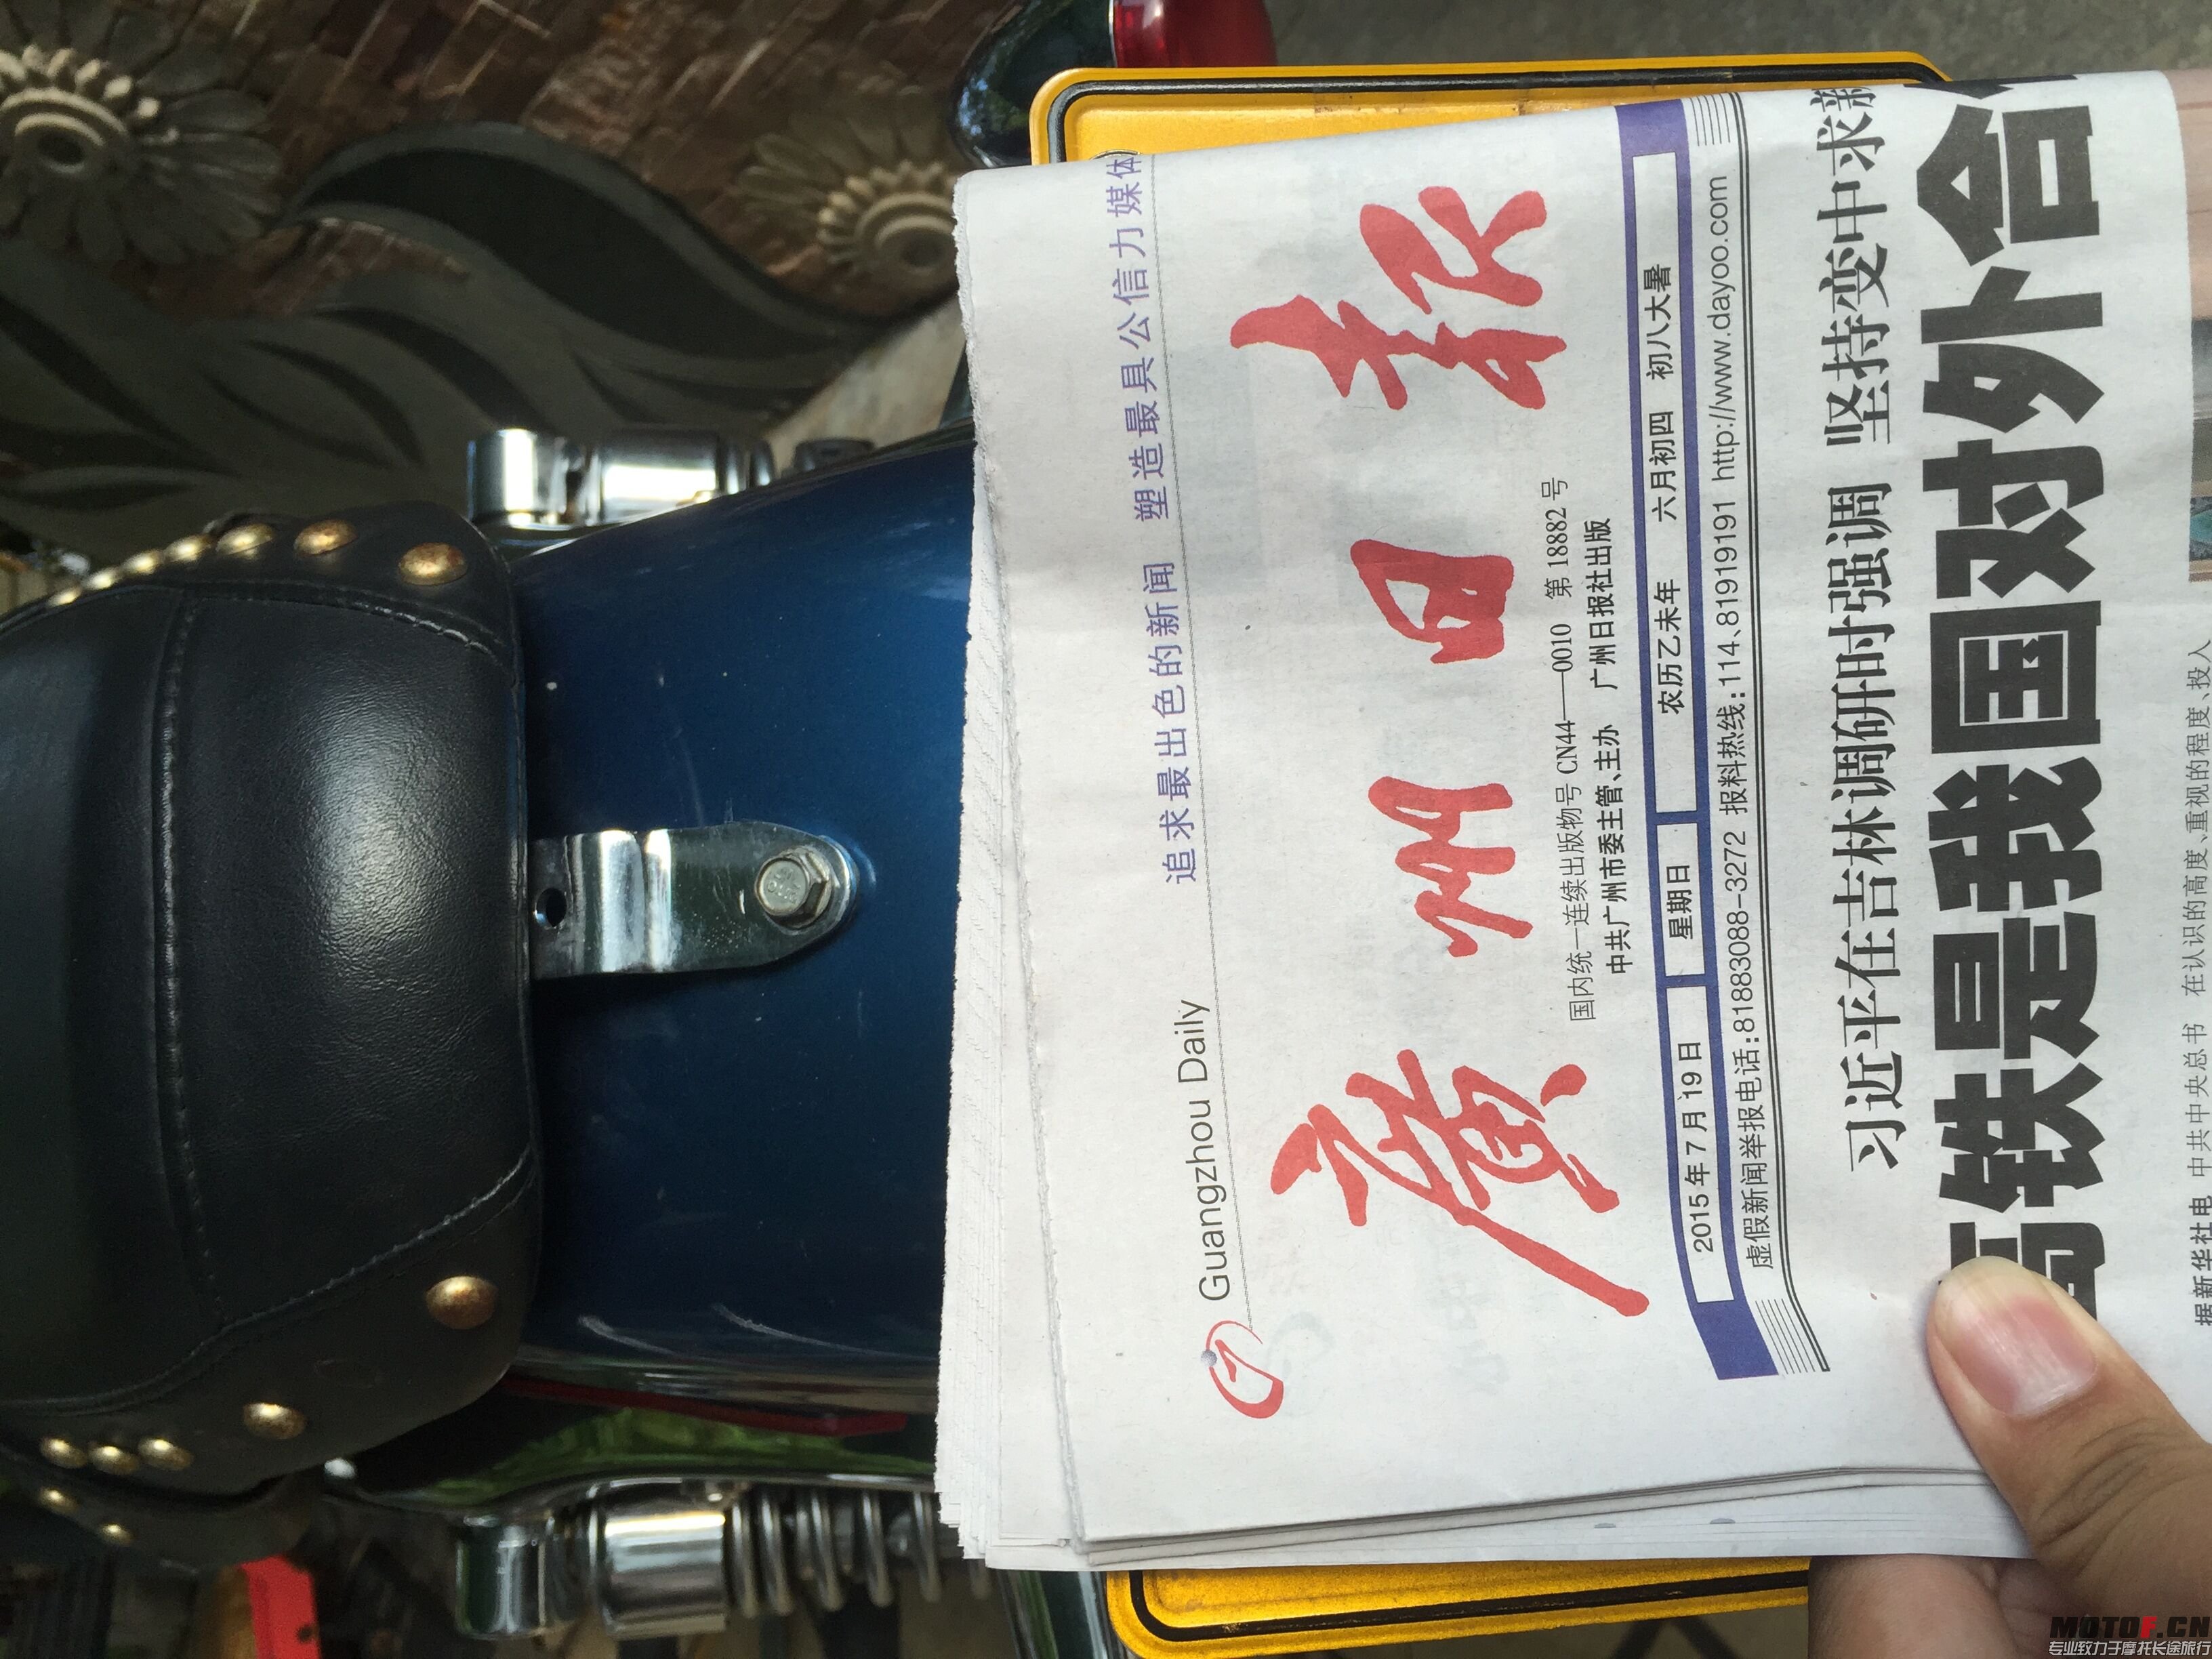 Guangzhou Daily
追求最出色的新闻 塑造最具公信力媒体
廣州日报
国内统一连续出版物号 CN44——0010 第 18882 号
中共广州市委主管、主办 广州日报社出版
2015年7月19日 星期日 农历乙未年 六月初四 初八大暑
虚假新闻举报电话:81883088-3272 报料热线:114、81919191 http://www.dayoo.com
习近平在吉林调研时强调 坚持变中求新
高铁是我国对外合
据新华社电 中共中央总书
在认识的高度、重视的程度、投入
MOTOF.CN
专业致力于摩托长途旅行